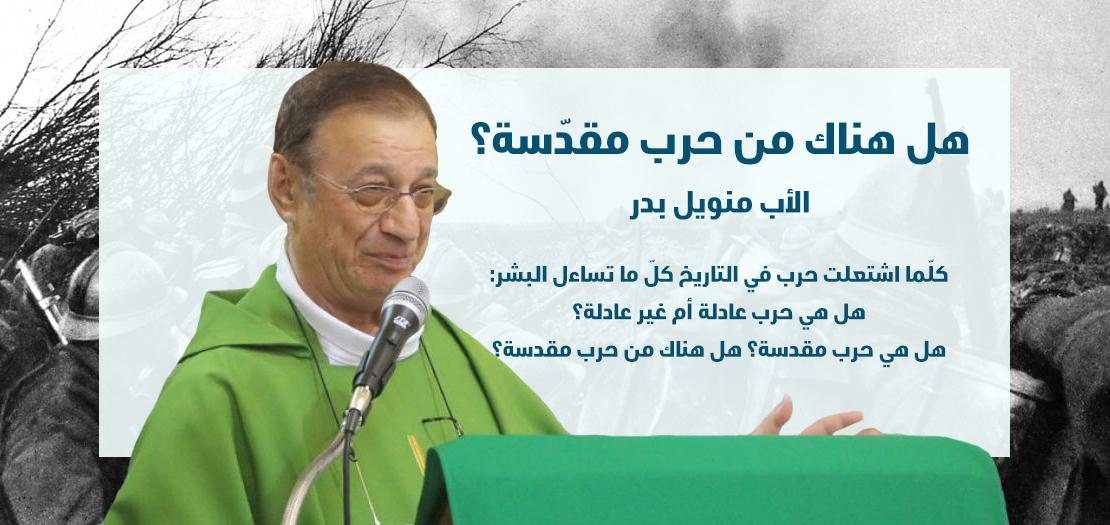 هل هناك من حرب مقدّسة؟
الأب منويل بدر
كلّما اشتعلت حرب في التاريخ كلّ ما تساءل البشر:
هل هي حرب عادلة أم غير عادلة؟
هل هي حرب مقدسة؟ هل هناك من حرب مقدسة؟